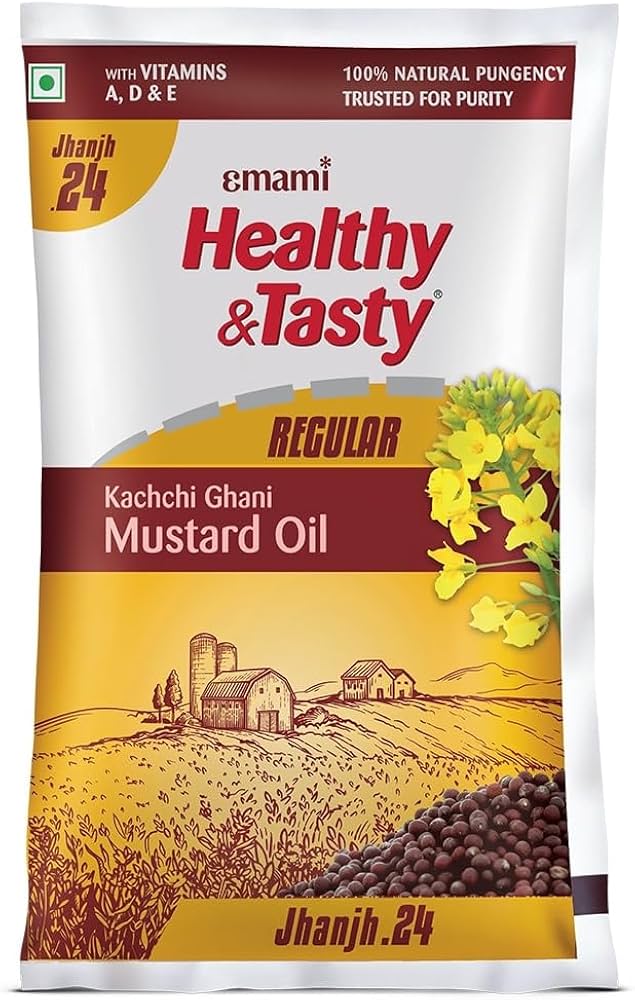 WITH VITAMINS
A, D & E
100% NATURAL PUNGENCY
TRUSTED FOR PURITY
Jhanjh
.24
emami*
Healthy
&Tasty®
REGULAR
Kachchi Ghani
Mustard Oil
Jhanjh.24